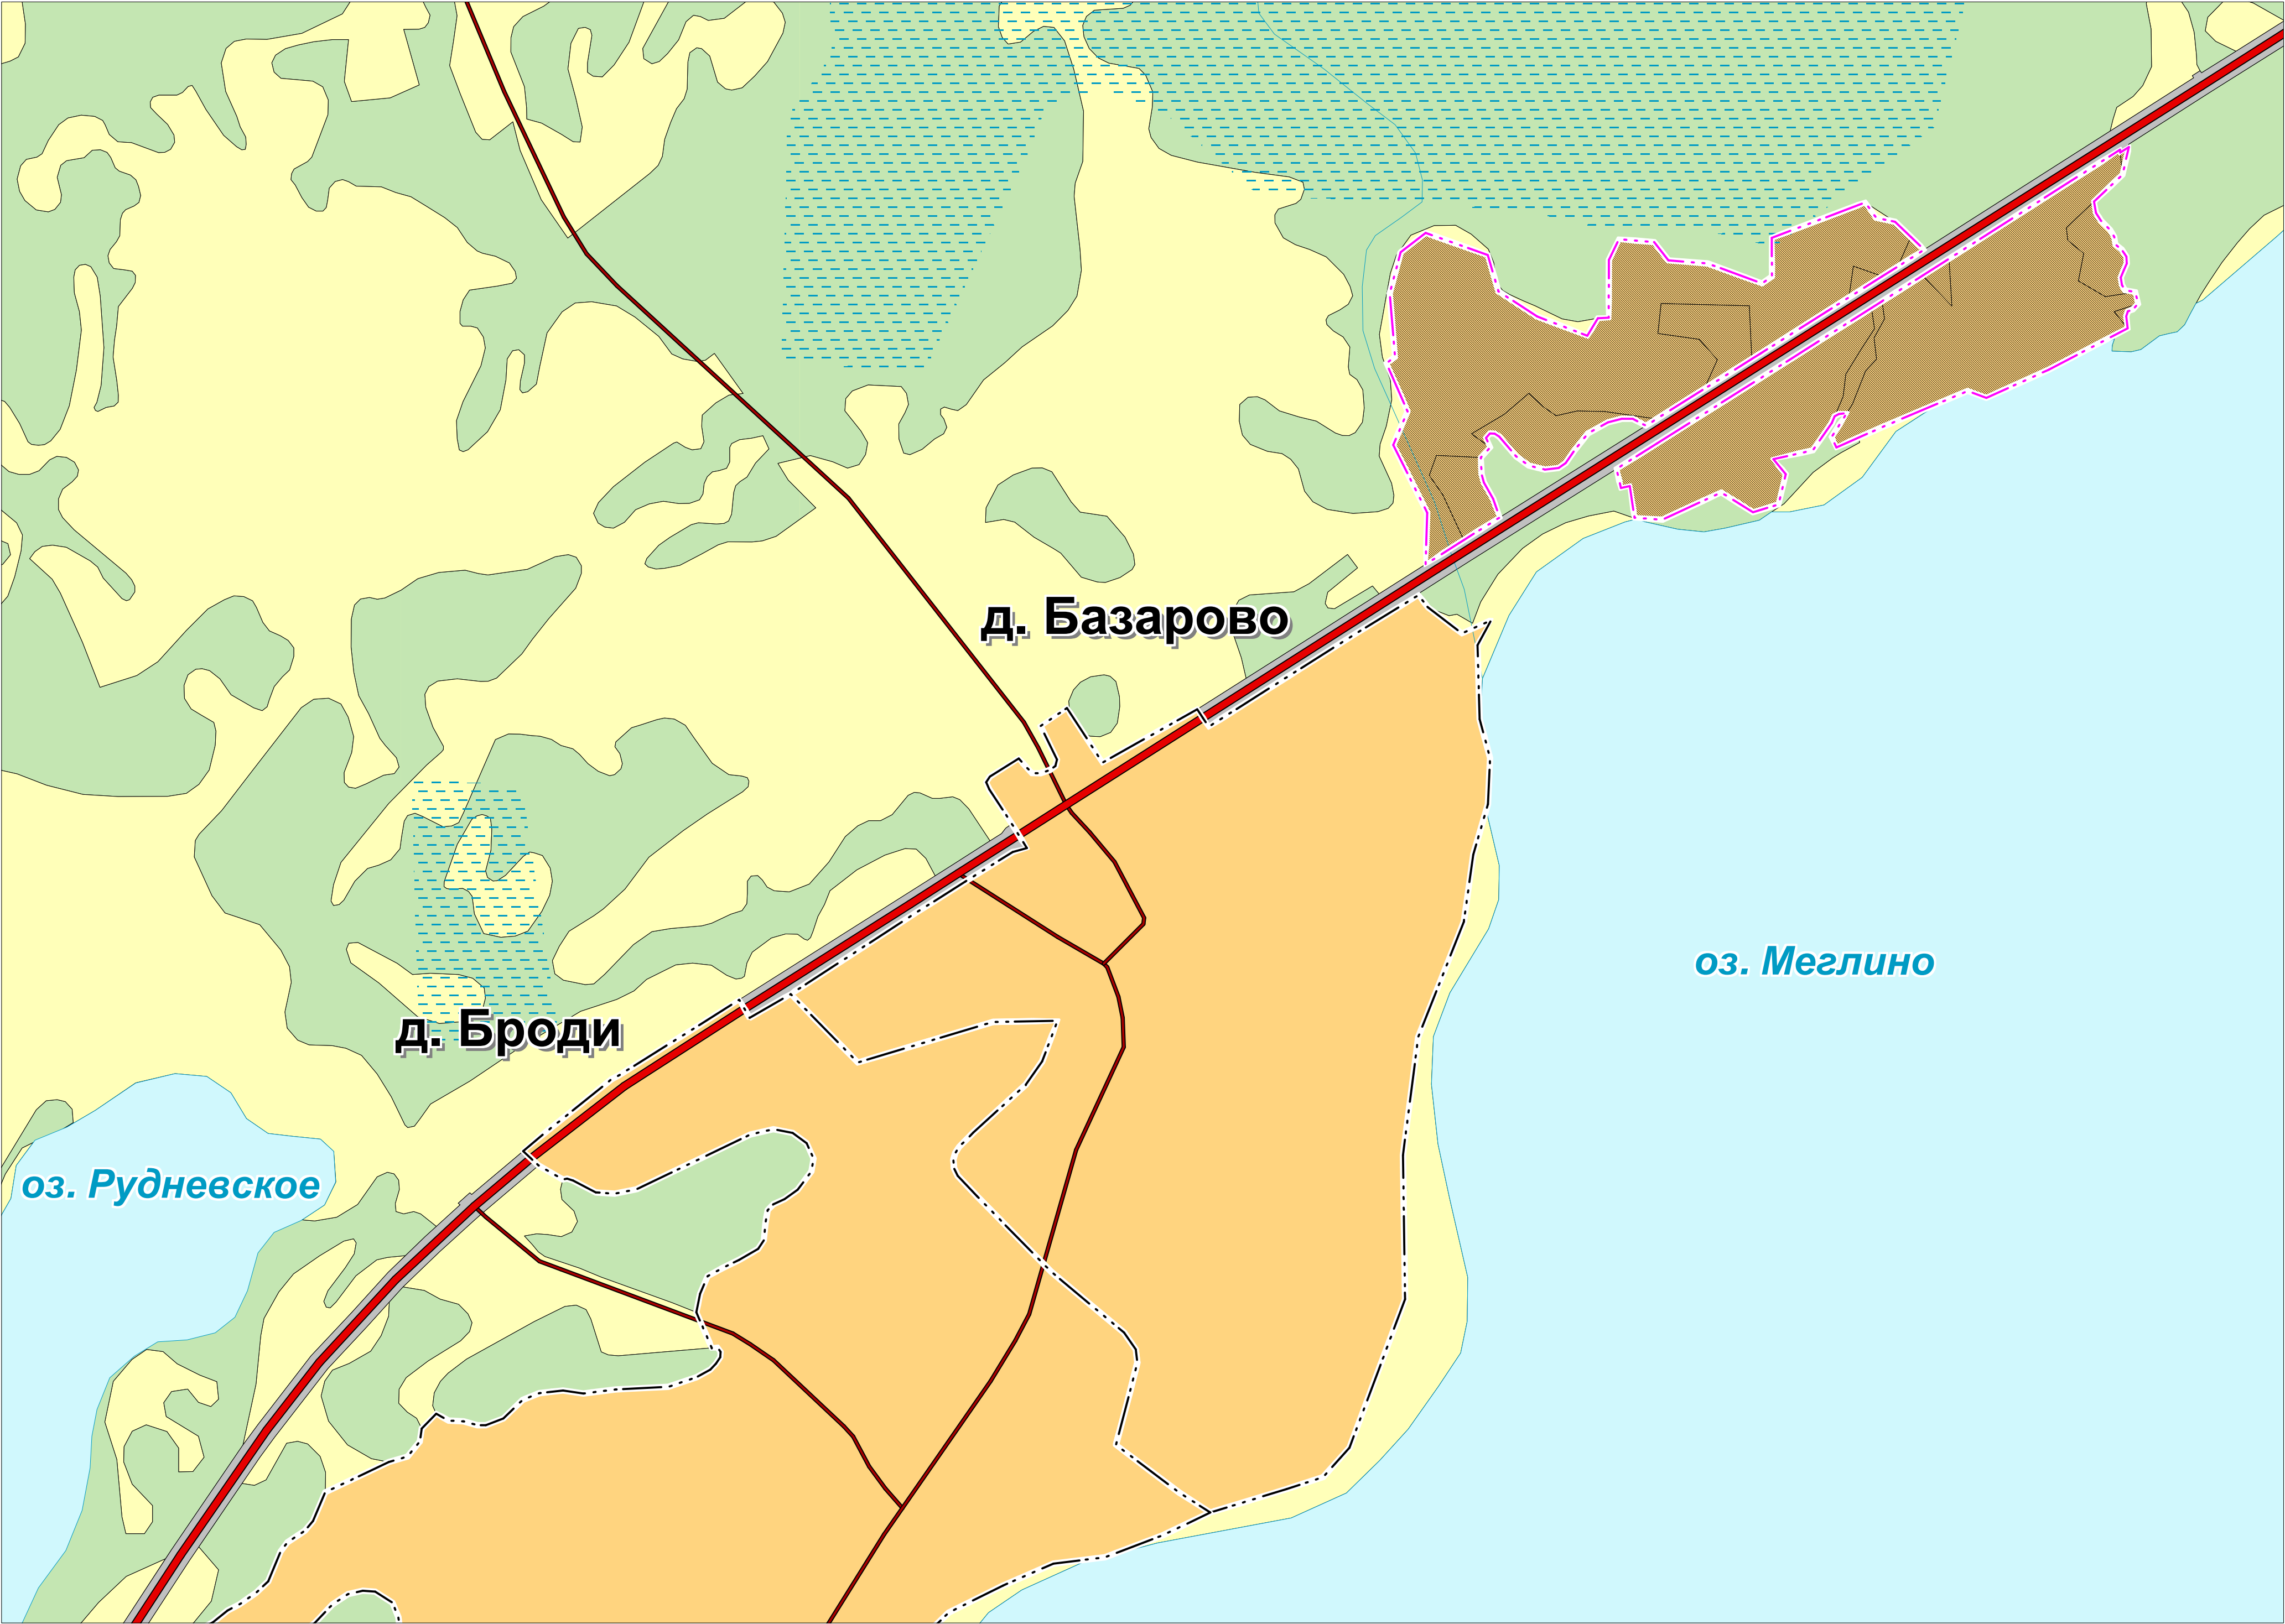 д. Базарово
оз. Меглино
д. Броди
оз. Рудневское